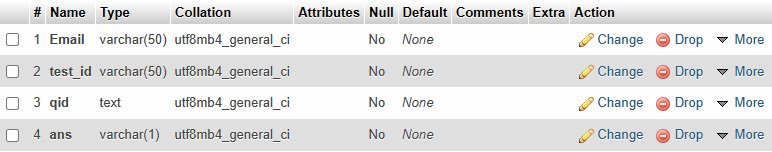 # Name Type Collation Attributes Null Default Comments Extra Action
1 Email varchar(50) utf8mb4_general_ci No None Change Drop More
2 test_id varchar(50) utf8mb4_general_ci No None Change Drop More
3 qid text utf8mb4_general_ci No None Change Drop More
4 ans varchar(1) utf8mb4_general_ci No None Change Drop More